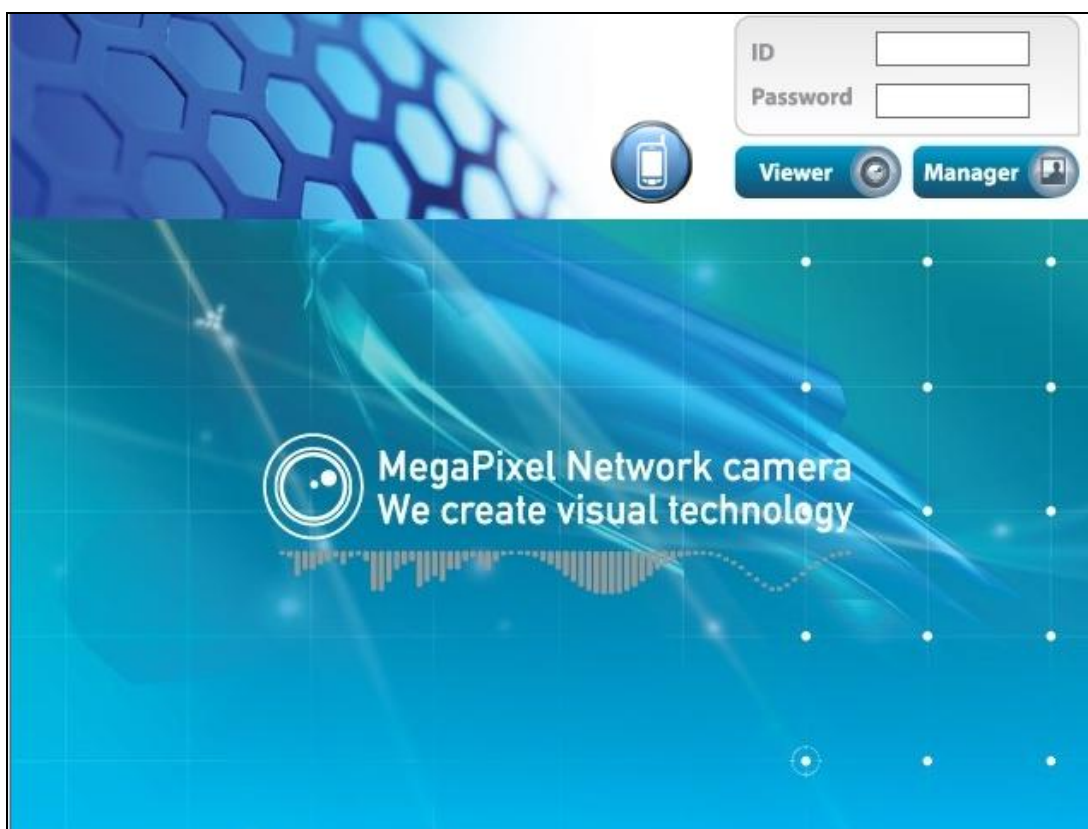 ID
Password
Viewer
Manager
MegaPixel Network camera
We create visual technology